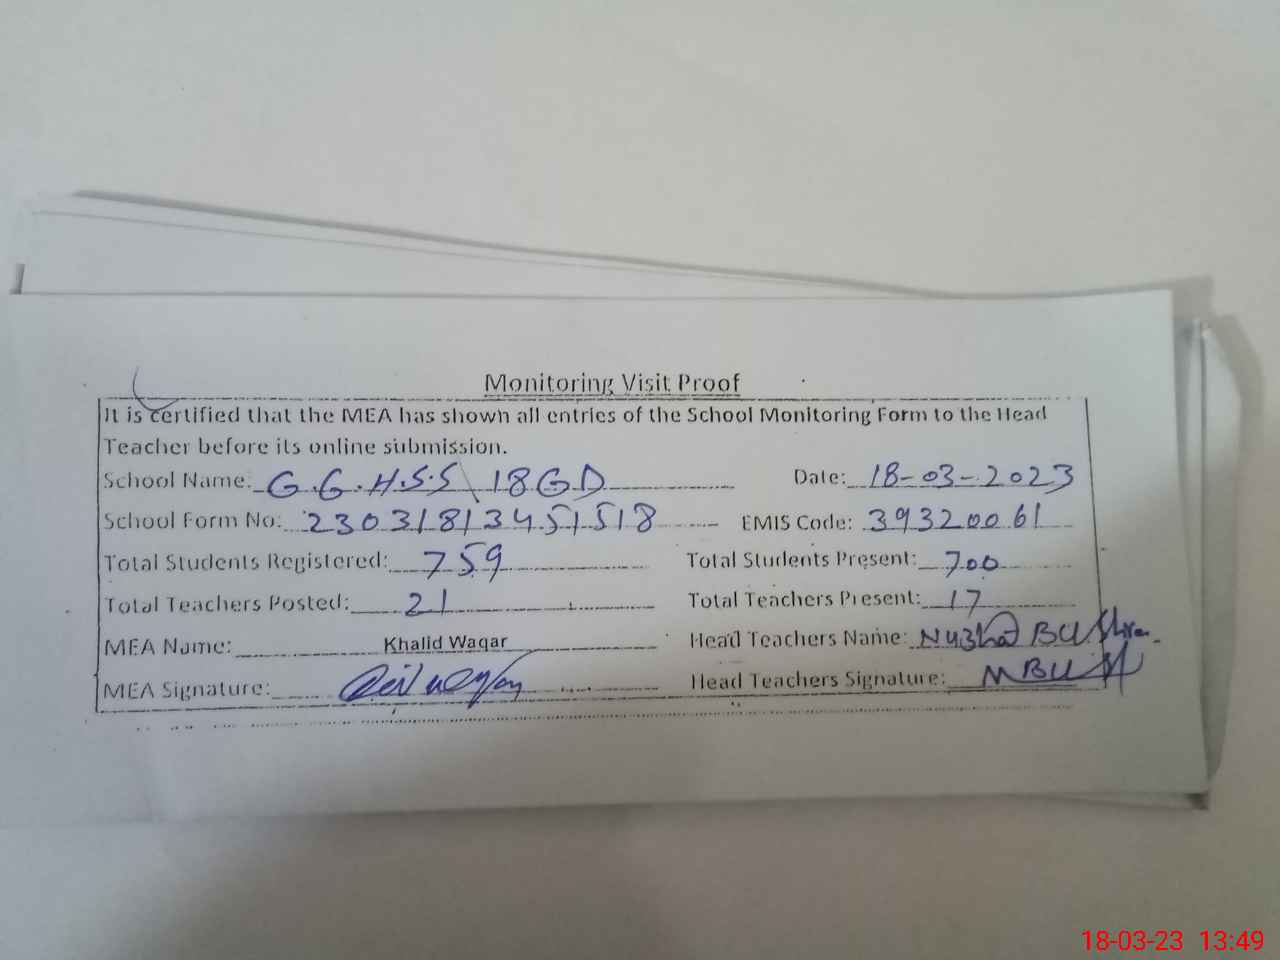 Monitoring Visit Proof
It is certified that the MEA has shown all entries of the School Monitoring Form to the Head
Teacher before its online submission.
School Name: G.G.H.S.S 18GD Date: 18-03-2023
School Form No: 23031813451518 EMIS Code: 39320061
Total Students Registered: 759 Total Students Present: 700
Total Teachers Posted: 21 Total Teachers Present: 17
MEA Name: Khalid Waqar Head Teachers Name: Nuzhat BUshra
MEA Signature: Head Teachers Signature:
18-03-23 13:49